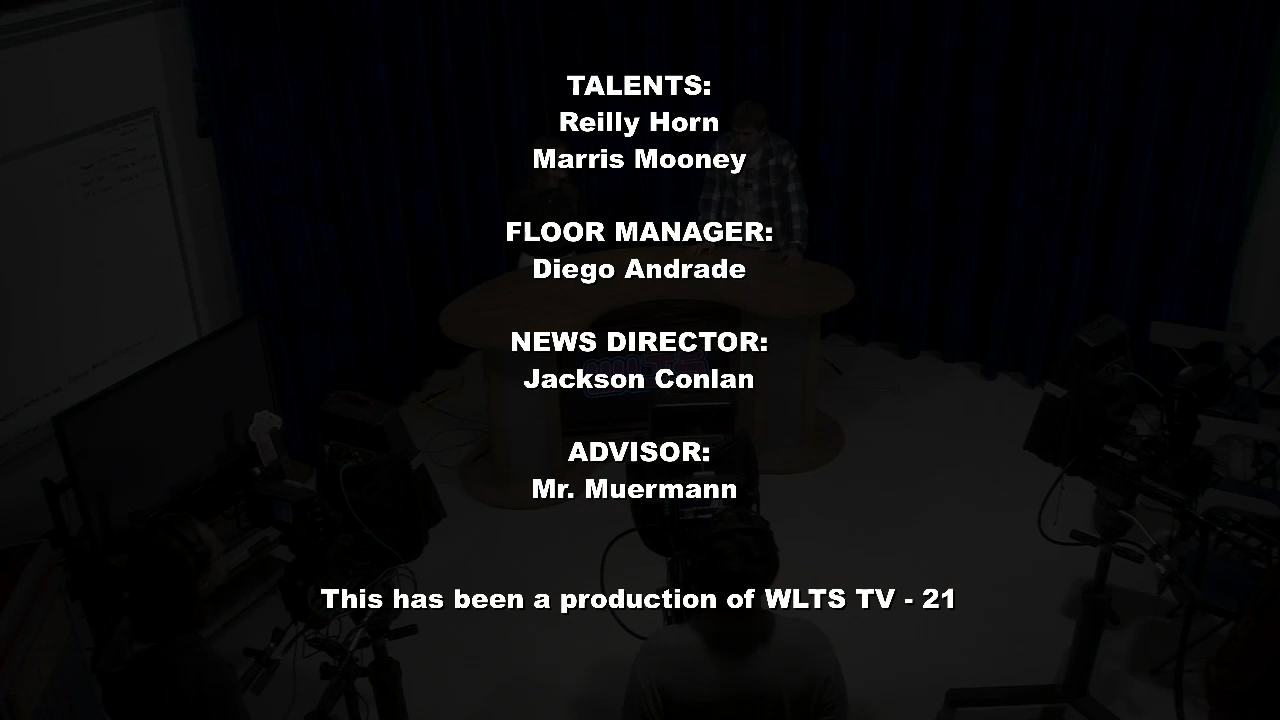 TALENTS:
Reilly Horn
Marris Mooney
FLOOR MANAGER:
Diego Andrade
NEWS DIRECTOR:
Jackson Conlan
ADVISOR:
Mr. Muermann
This has been a production of WLTS TV - 21